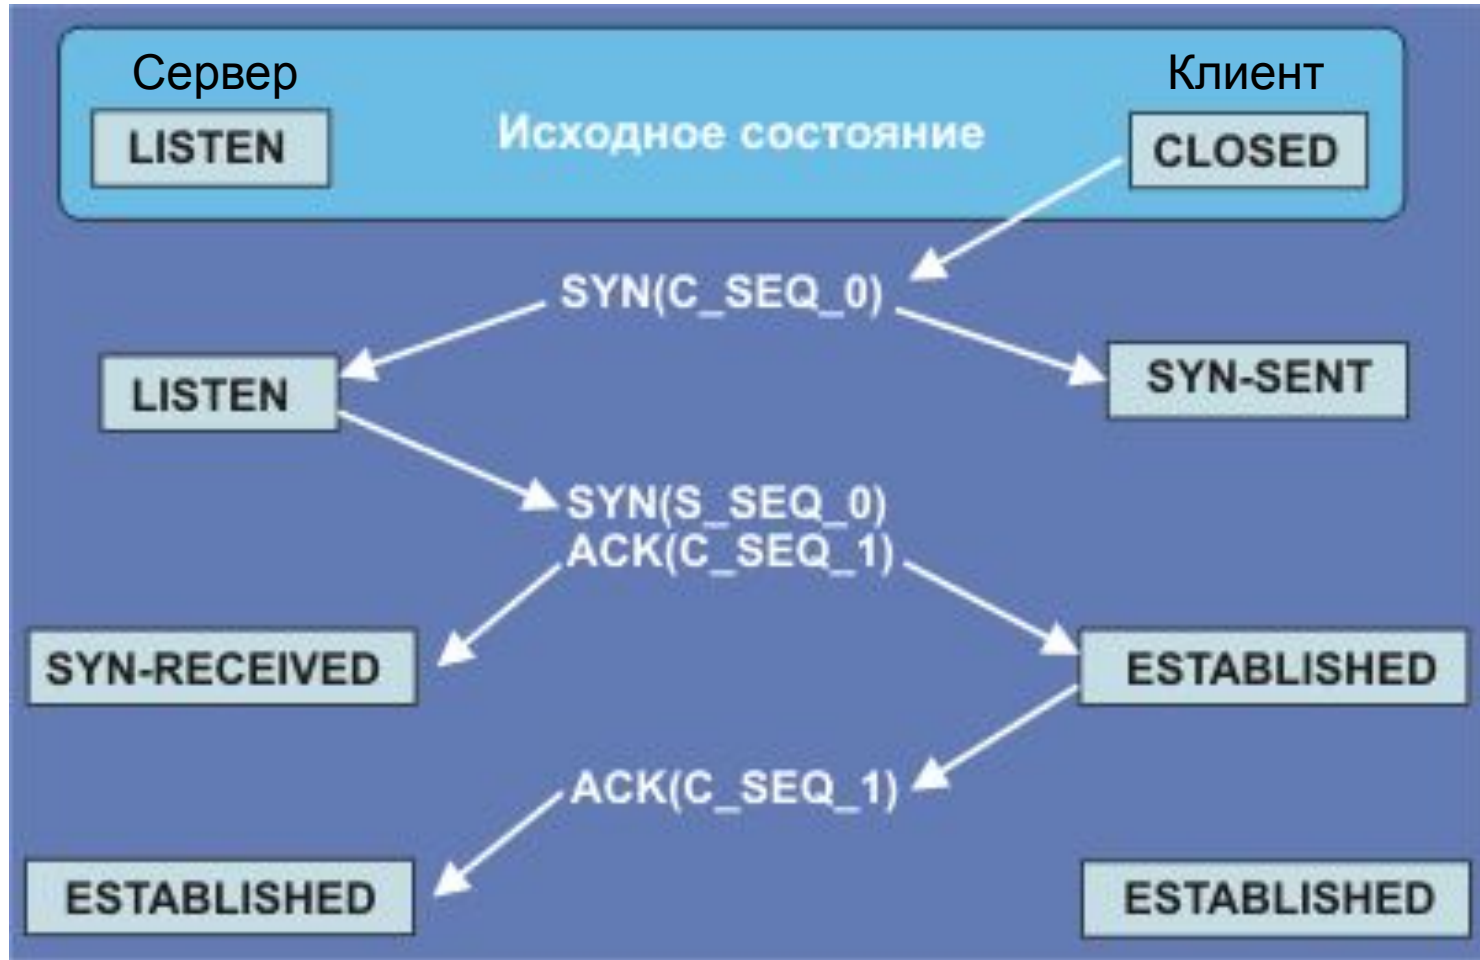 Сервер
Клиент
LISTEN
Исходное состояние
CLOSED
SYN(C_SEQ_0)
LISTEN
SYN-SENT
SYN(S_SEQ_0)
ACK(C_SEQ_1)
SYN-RECEIVED
ESTABLISHED
ACK(C_SEQ_1)
ESTABLISHED
ESTABLISHED